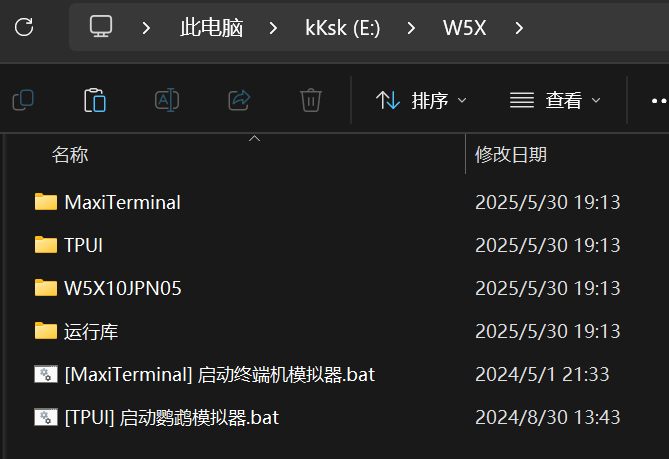 此电脑 kKsk (E:) W5X
排序 查看
名称 修改日期
MaxiTerminal 2025/5/30 19:13
TPUI 2025/5/30 19:13
W5X10JPN05 2025/5/30 19:13
运行库 2025/5/30 19:13
[MaxiTerminal] 启动终端机模拟器.bat 2024/5/1 21:33
[TPUI] 启动鹦鹉模拟器.bat 2024/8/30 13:43